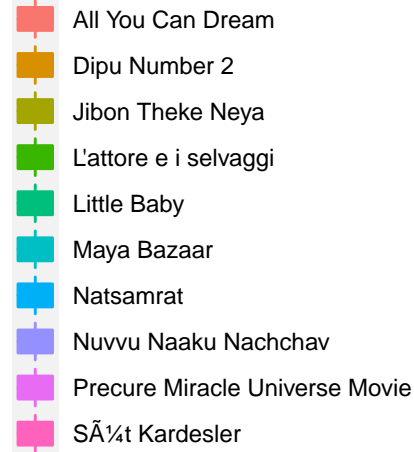 All You Can Dream
Dipu Number 2
Jibon Theke Neya
L'attore e i selvaggi
Little Baby
Maya Bazaar
Natsamrat
Nuvvu Naaku Nachchav
Precure Miracle Universe Movie
SÃ¼t Kardesler